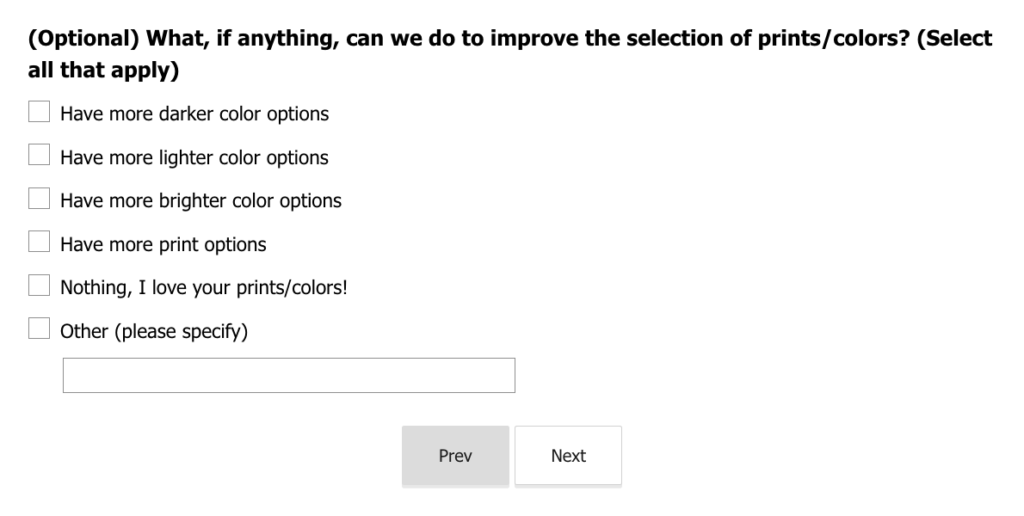 (Optional) What, if anything, can we do to improve the selection of prints/colors? (Select
all that apply)
Have more darker color options
Have more lighter color options
Have more brighter color options
Have more print options
Nothing, I love your prints/colors!
Other (please specify)
Prev
Next